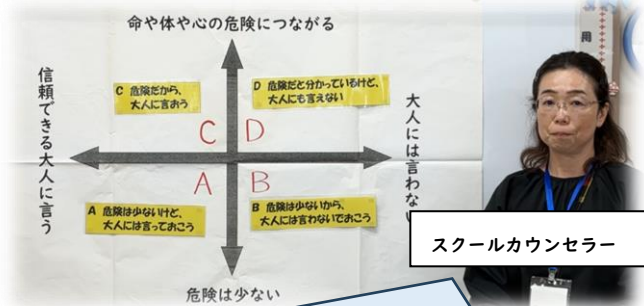 命や体や心の危険につながる
信頼できる大人に言う
C 危険だから、
大人に言おう
D 危険だと分かっているけど、
大人にも言えない
大人には言わない
C
D
A
B
A 危険は少ないけど、
大人には言っておこう
B 危険は少ないから、
大人には言わないでおこう
危険は少ない
スクールカウンセラー
用